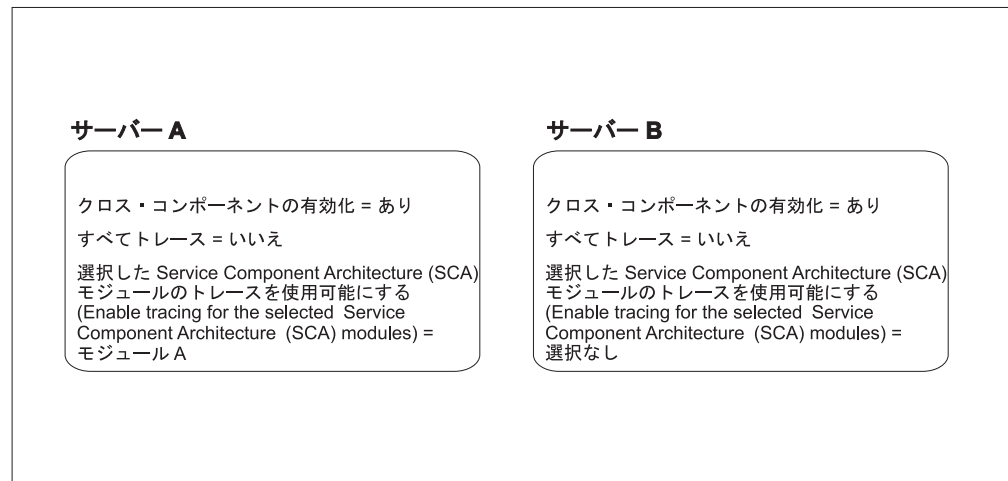 サーバー A
クロス・コンポーネントの有効化 = あり
すべてトレース = いいえ
選択した Service Component Architecture (SCA)
モジュールのトレースを使用可能にする
(Enable tracing for the selected Service
Component Architecture (SCA) modules) =
モジュール A
サーバー B
クロス・コンポーネントの有効化 = あり
すべてトレース = いいえ
選択した Service Component Architecture (SCA)
モジュールのトレースを使用可能にする
(Enable tracing for the selected Service
Component Architecture (SCA) modules) =
選択なし